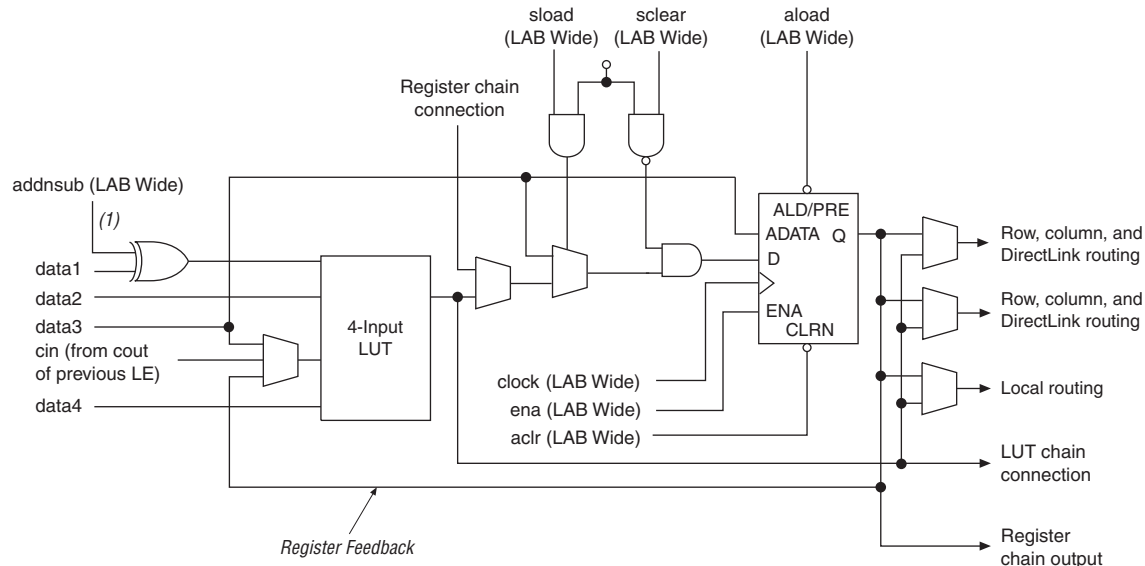 sload
(LAB Wide)
sclear
(LAB Wide)
aload
(LAB Wide)
Register chain
connection
addnsub (LAB Wide)
(1)
data1
data2
data3
cin (from cout
of previous LE)
data4
4-Input
LUT
ALD/PRE
ADATA Q
D
ENA
CLRN
clock (LAB Wide)
ena (LAB Wide)
aclr (LAB Wide)
Row, column, and
DirectLink routing
Row, column, and
DirectLink routing
Local routing
LUT chain
connection
Register
chain output
Register Feedback